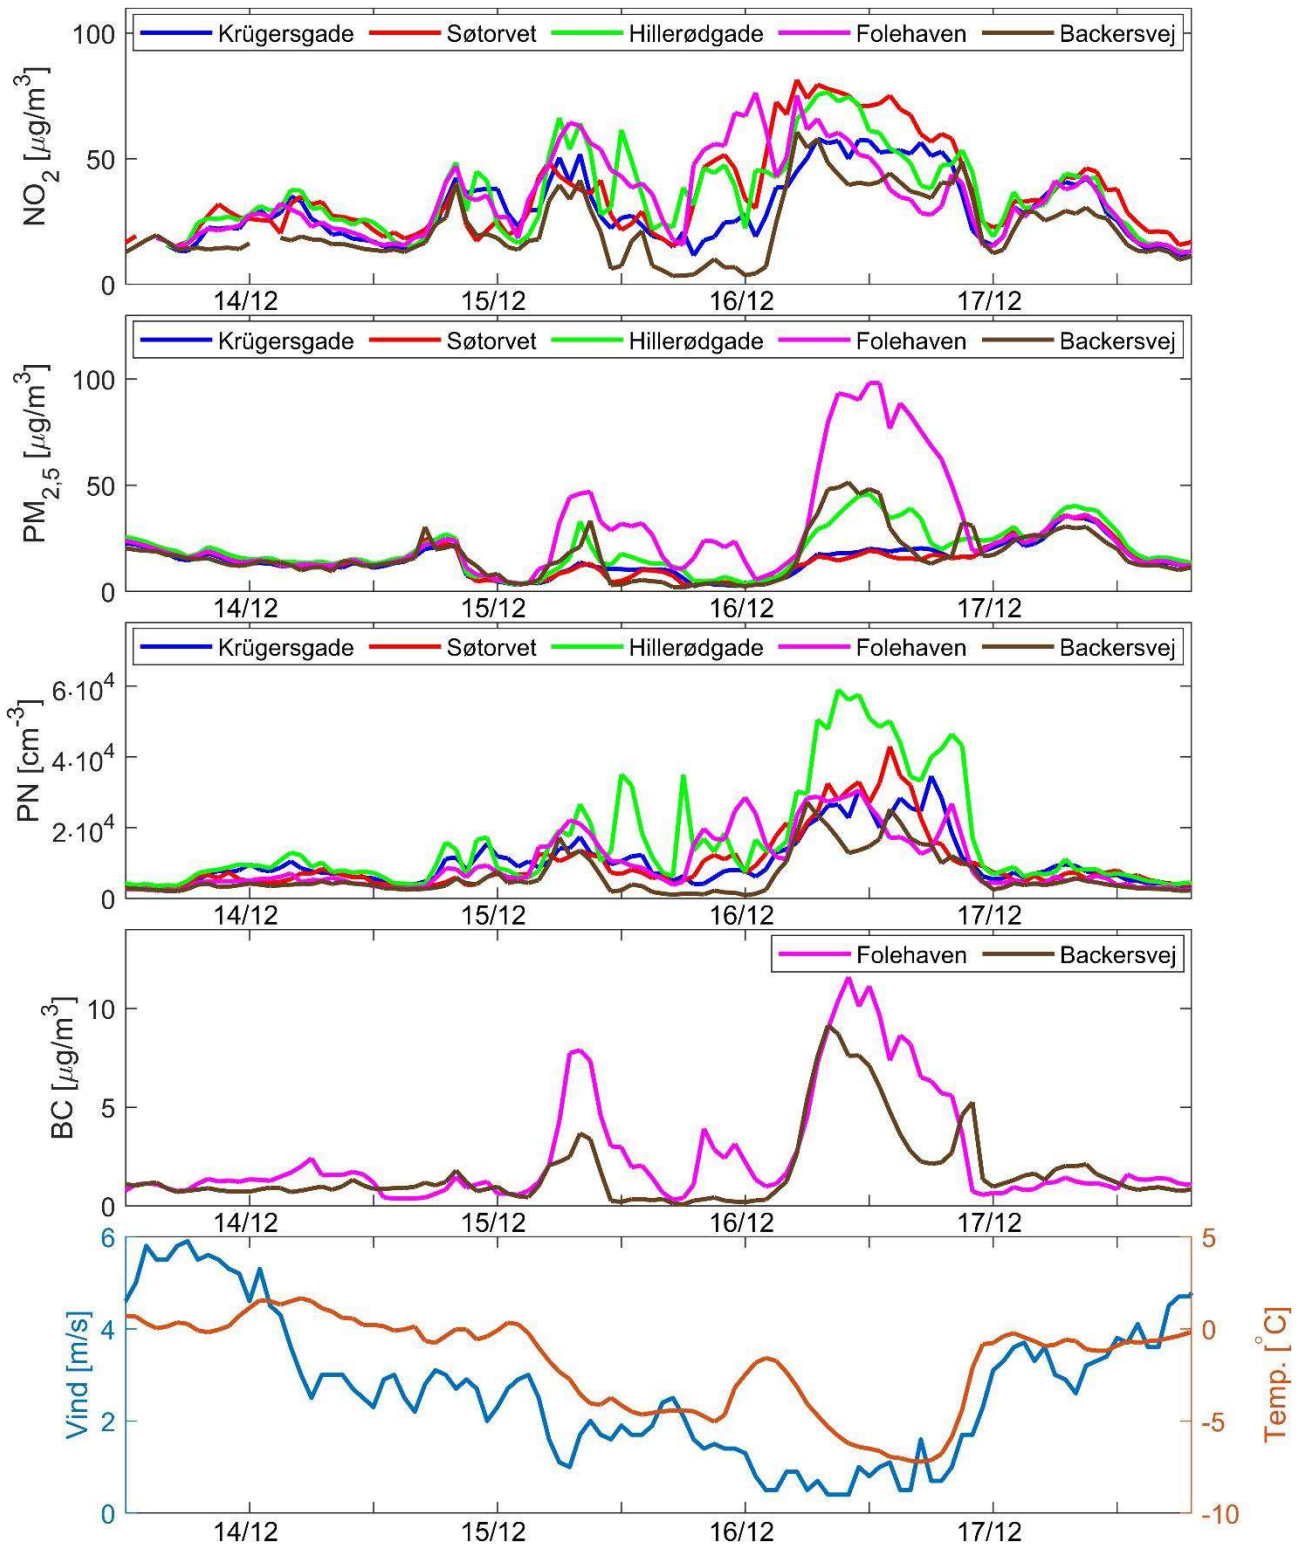 Krügersgade Søtorvet Hillerødgade Folehaven Backersvej
100
50
0
NO2 [µg/m3]
14/12 15/12 16/12 17/12
Krügersgade Søtorvet Hillerødgade Folehaven Backersvej
100
50
0
PM2,5 [µg/m3]
14/12 15/12 16/12 17/12
Krügersgade Søtorvet Hillerødgade Folehaven Backersvej
6·10^4
4·10^4
2·10^4
0
PN [cm-3]
14/12 15/12 16/12 17/12
Folehaven Backersvej
10
5
0
BC [µg/m3]
14/12 15/12 16/12 17/12
6 5
4 0
2 -5
0 -10
Vind [m/s]
Temp. [°C]
14/12 15/12 16/12 17/12